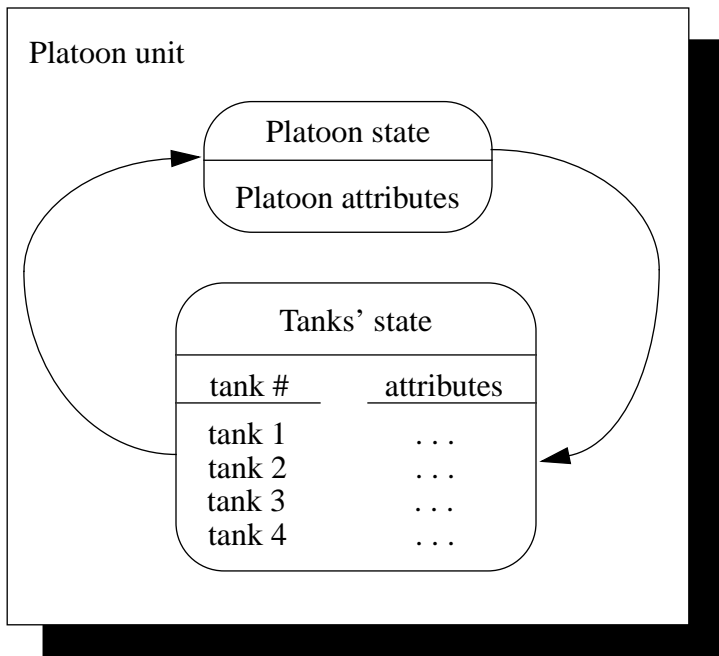 Platoon unit
Platoon state
Platoon attributes
Tanks’ state
tank # attributes
tank 1 . . .
tank 2 . . .
tank 3 . . .
tank 4 . . .